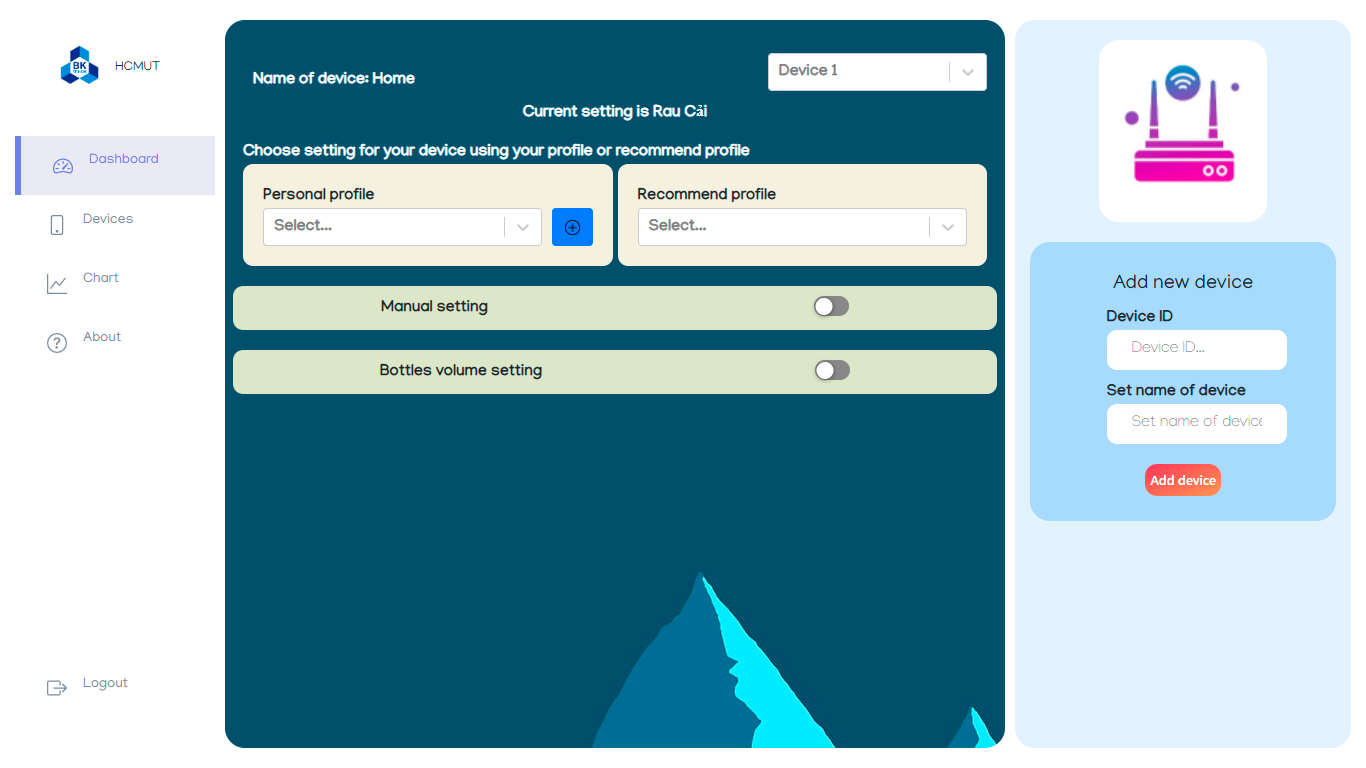 BK
TP.HCM
HCMUT
Dashboard
Devices
Chart
About
Logout
Name of device: Home
Device 1
Current setting is Rau Cải
Choose setting for your device using your profile or recommend profile
Personal profile
Select...
Recommend profile
Select...
Manual setting
Bottles volume setting
Add new device
Device ID
Device ID...
Set name of device
Set name of device
Add device